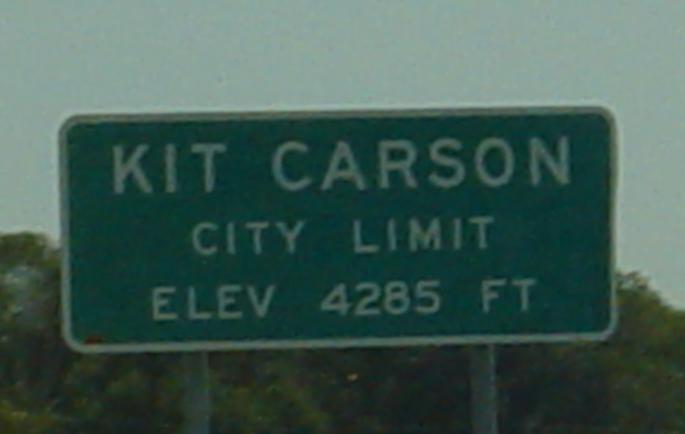 KIT CARSON
CITY LIMIT
ELEV 4285 FT